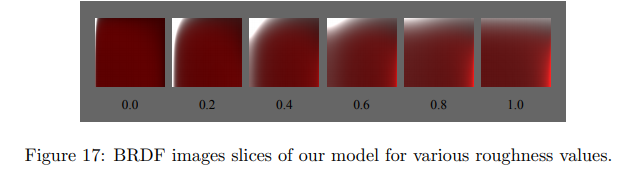 0.0 0.2 0.4 0.6 0.8 1.0
Figure 17: BRDF images slices of our model for various roughness values.